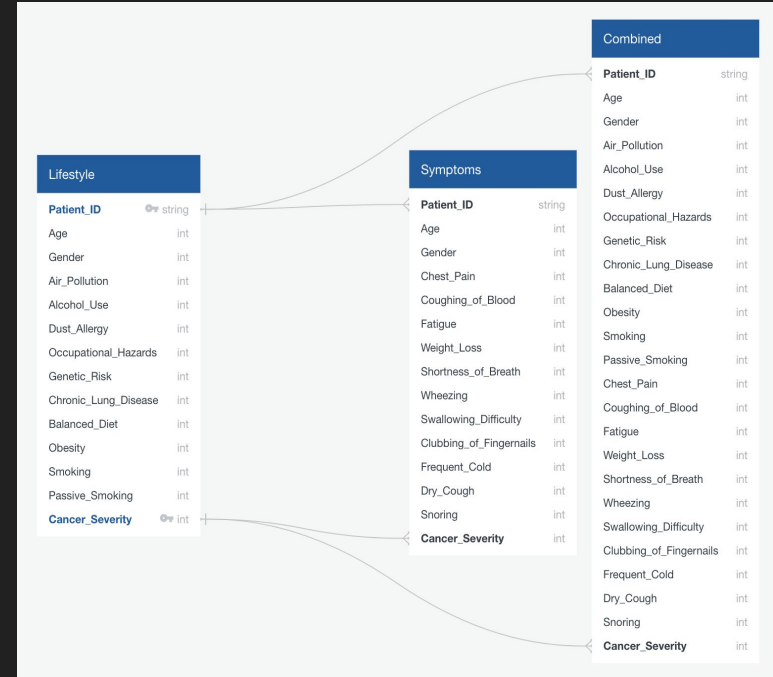 Lifestyle
Patient_ID string
Age int
Gender int
Air_Pollution int
Alcohol_Use int
Dust_Allergy int
Occupational_Hazards int
Genetic_Risk int
Chronic_Lung_Disease int
Balanced_Diet int
Obesity int
Smoking int
Passive_Smoking int
Cancer_Severity int
Symptoms
Patient_ID string
Age int
Gender int
Chest_Pain int
Coughing_of_Blood int
Fatigue int
Weight_Loss int
Shortness_of_Breath int
Wheezing int
Swallowing_Difficulty int
Clubbing_of_Fingernails int
Frequent_Cold int
Dry_Cough int
Snoring int
Cancer_Severity int
Combined
Patient_ID string
Age int
Gender int
Air_Pollution int
Alcohol_Use int
Dust_Allergy int
Occupational_Hazards int
Genetic_Risk int
Chronic_Lung_Disease int
Balanced_Diet int
Obesity int
Smoking int
Passive_Smoking int
Chest_Pain int
Coughing_of_Blood int
Fatigue int
Weight_Loss int
Shortness_of_Breath int
Wheezing int
Swallowing_Difficulty int
Clubbing_of_Fingernails int
Frequent_Cold int
Dry_Cough int
Snoring int
Cancer_Severity int